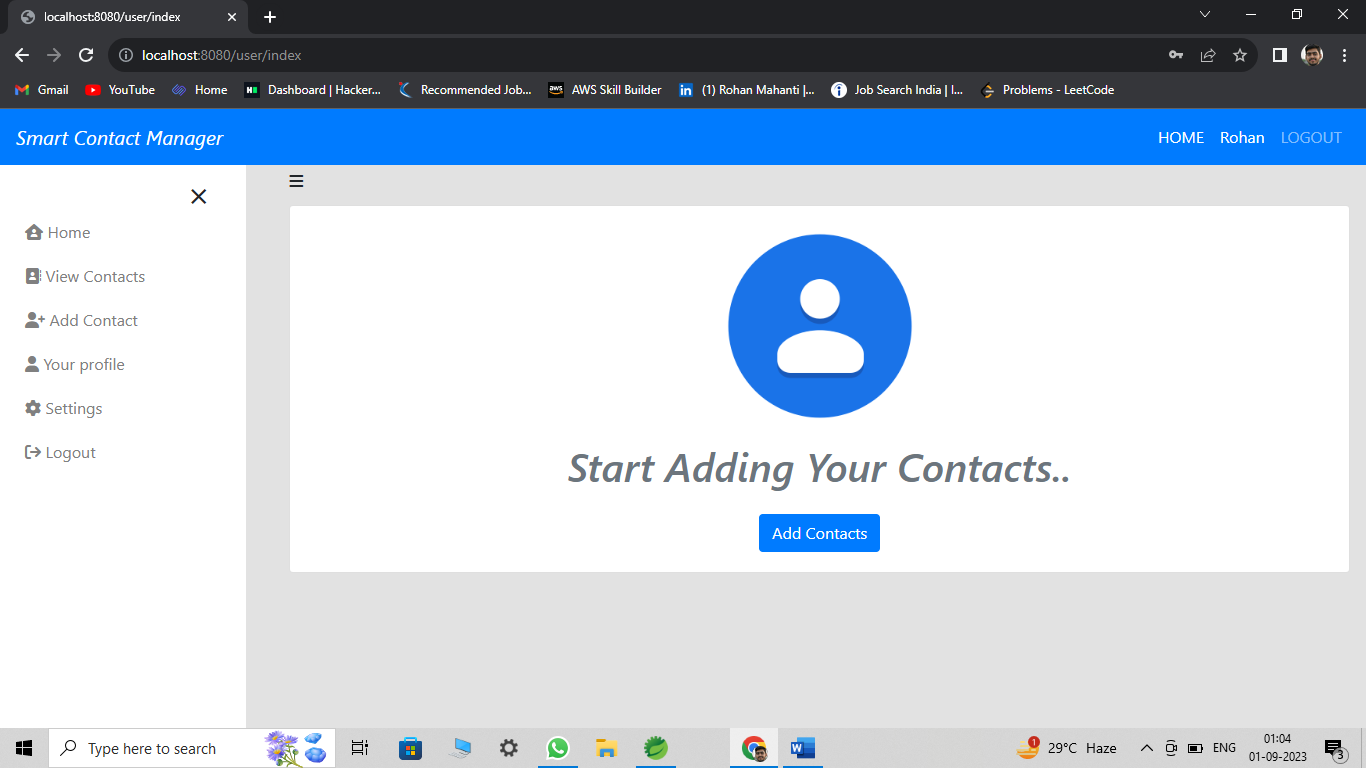 localhost:8080/user/index
localhost:8080/user/index
Gmail YouTube Home Dashboard | Hacker... Recommended Job... AWS Skill Builder (1) Rohan Mahanti |... Job Search India | I... Problems - LeetCode
Smart Contact Manager HOME Rohan LOGOUT
Home
View Contacts
Add Contact
Your profile
Settings
Logout
Start Adding Your Contacts..
Add Contacts
Type here to search 1 29°C Haze ENG 01:04
01-09-2023 3